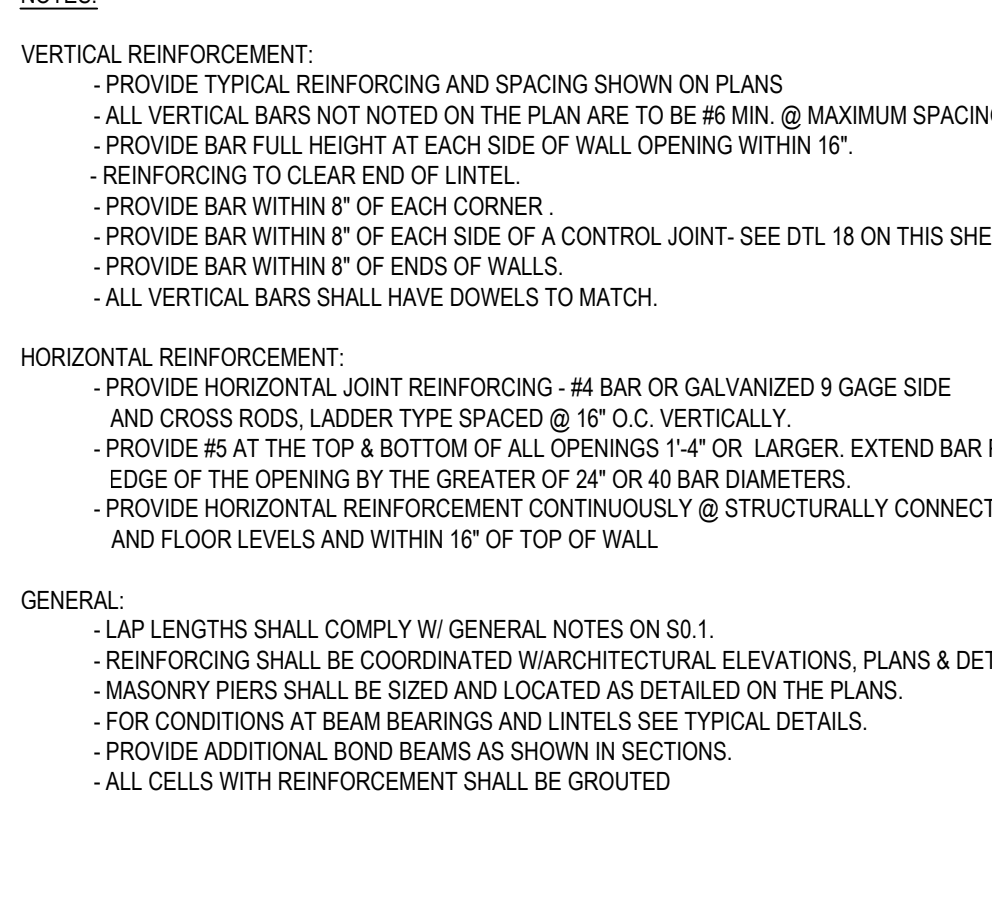 NOTES:
VERTICAL REINFORCEMENT:
- PROVIDE TYPICAL REINFORCING AND SPACING SHOWN ON PLANS
- ALL VERTICAL BARS NOT NOTED ON THE PLAN ARE TO BE #6 MIN. @ MAXIMUM
- PROVIDE BAR FULL HEIGHT AT EACH SIDE OF WALL OPENING WITHIN 16".
- REINFORCING TO CLEAR END OF LINTEL.
- PROVIDE BAR WITHIN 8" OF EACH CORNER .
- PROVIDE BAR WITHIN 8" OF EACH SIDE OF A CONTROL JOINT- SEE DTL 18 ON THIS
- PROVIDE BAR WITHIN 8" OF ENDS OF WALLS.
- ALL VERTICAL BARS SHALL HAVE DOWELS TO MATCH.
HORIZONTAL REINFORCEMENT:
- PROVIDE HORIZONTAL JOINT REINFORCING - #4 BAR OR GALVANIZED 9 GAGE SIDE
AND CROSS RODS, LADDER TYPE SPACED @ 16" O.C. VERTICALLY.
- PROVIDE #5 AT THE TOP & BOTTOM OF ALL OPENINGS 1'-4" OR LARGER. EXTEND BAR
EDGE OF THE OPENING BY THE GREATER OF 24" OR 40 BAR DIAMETERS.
- PROVIDE HORIZONTAL REINFORCEMENT CONTINUOUSLY @ STRUCTURALLY
AND FLOOR LEVELS AND WITHIN 16" OF TOP OF WALL
GENERAL:
- LAP LENGTHS SHALL COMPLY W/ GENERAL NOTES ON S0.1.
- REINFORCING SHALL BE COORDINATED W/ARCHITECTURAL ELEVATIONS, PLANS &
- MASONRY PIERS SHALL BE SIZED AND LOCATED AS DETAILED ON THE PLANS.
- FOR CONDITIONS AT BEAM BEARINGS AND LINTELS SEE TYPICAL DETAILS.
- PROVIDE ADDITIONAL BOND BEAMS AS SHOWN IN SECTIONS.
- ALL CELLS WITH REINFORCEMENT SHALL BE GROUTED